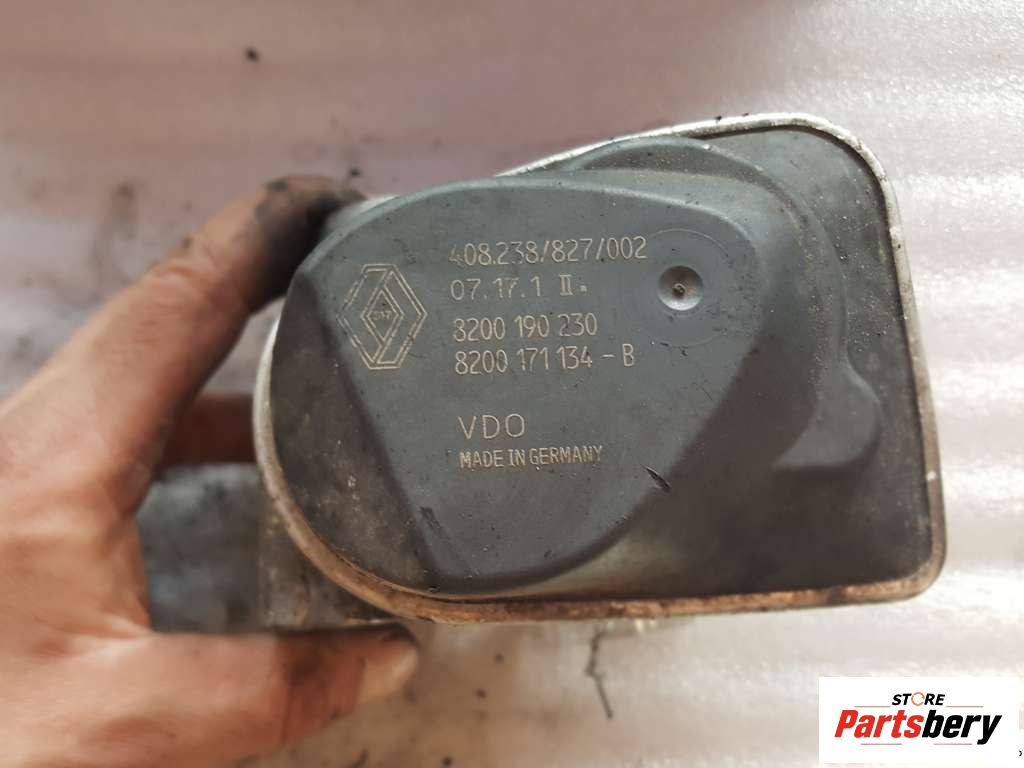 408.238/827/002
07.17.1 II.
8200 190 230
8200 171 134 - B
VDO
MADE IN GERMANY
STORE
Partsbery